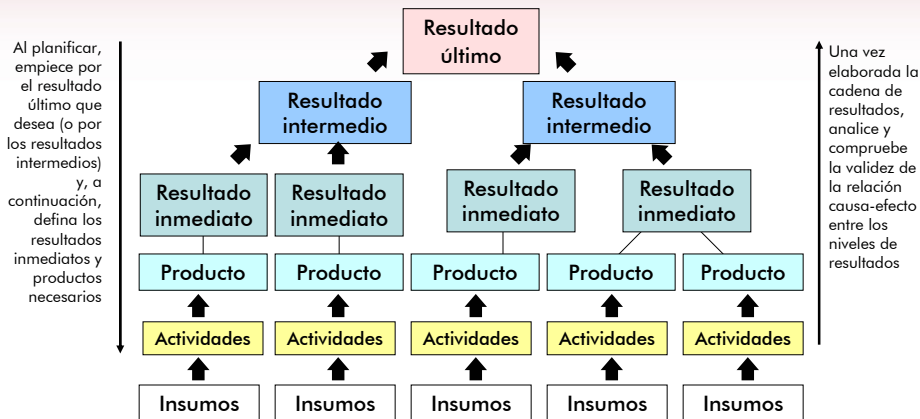 Al planificar,
empiece por
el resultado
último que
desea (o por
los resultados
intermedios)
y, a
continuación,
defina los
resultados
inmediatos y
productos
necesarios
Resultado
último
Resultado
intermedio
Resultado
intermedio
Resultado
inmediato
Resultado
inmediato
Resultado
inmediato
Resultado
inmediato
Producto
Producto
Producto
Producto
Producto
Actividades
Actividades
Actividades
Actividades
Actividades
Insumos
Insumos
Insumos
Insumos
Insumos
Una vez
elaborada la
cadena de
resultados,
analice y
compruebe
la validez de
la relación
causa-efecto
entre los
niveles de
resultados